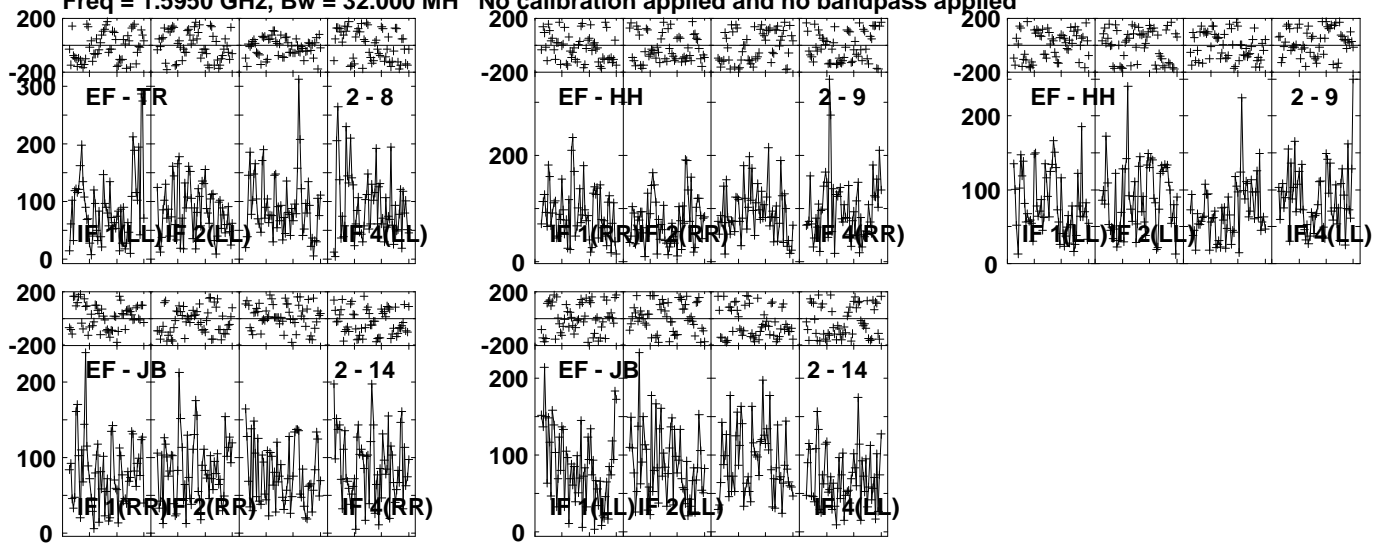 Freq = 1.5950 GHz, Bw = 32.000 MH No calibration applied and no bandpass applied
200
-200
300
EF - TR
2 - 8
200
100
IF 1(LL)
IF 2(LL)
IF 4(LL)
0
200
-200
EF - HH
2 - 9
200
IF 1(RR)
IF 2(RR)
IF 4(RR)
0
200
-200
EF - HH
2 - 9
200
100
IF 1(LL)
IF 2(LL)
IF 4(LL)
0
200
-200
EF - JB
2 - 14
200
100
IF 1(RR)
IF 2(RR)
IF 4(RR)
0
200
-200
EF - JB
2 - 14
200
100
IF 1(LL)
IF 2(LL)
IF 4(LL)
0